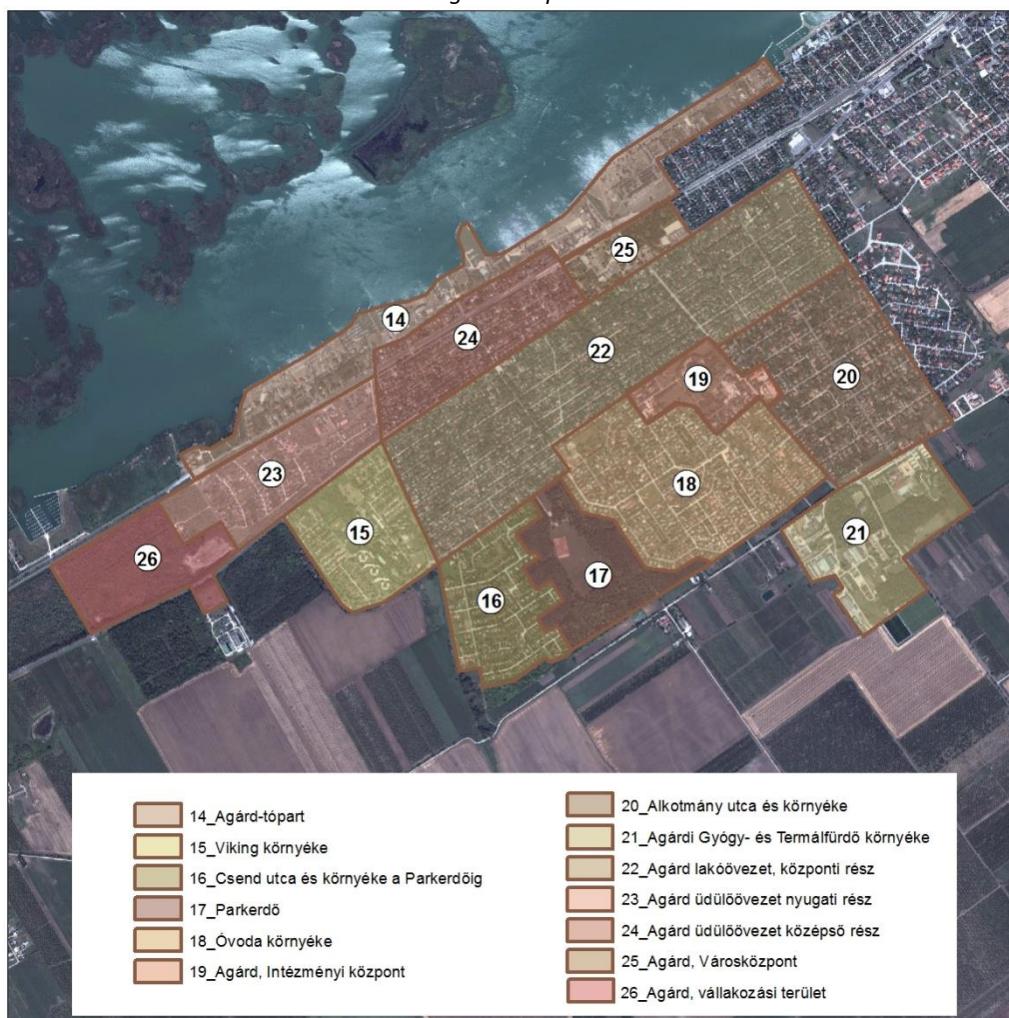 14
25
24
22
19
20
23
18
15
21
26
17
16
14_Agárd-tópart
15_Viking környéke
16_Csend utca és környéke a Parkerdőig
17_Parkerdő
18_Óvoda környéke
19_Agárd, Intézményi központ
20_Alkotmány utca és környéke
21_Agárdi Gyógy- és Termálfürdő környéke
22_Agárd lakóövezet, központi rész
23_Agárd üdülőövezet nyugati rész
24_Agárd üdülőövezet középső rész
25_Agárd, Városközpont
26_Agárd, vállakozási terület